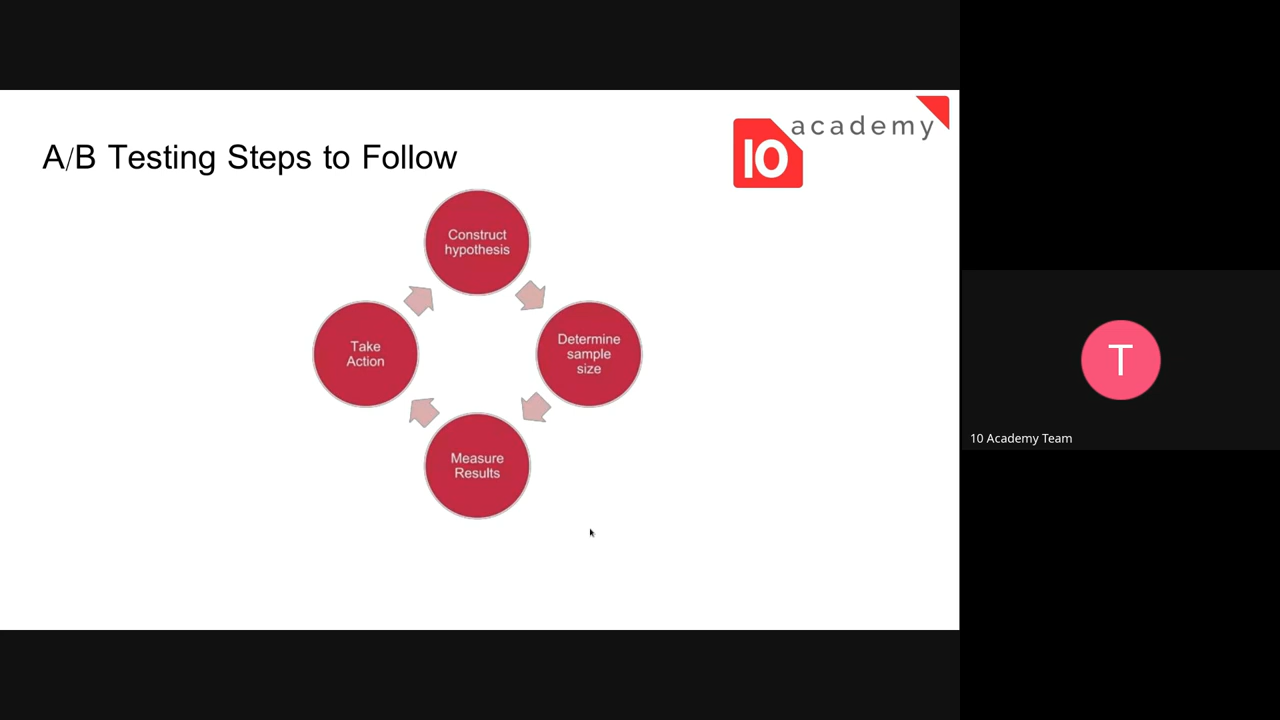 A/B Testing Steps to Follow
academy
10
Construct
hypothesis
Determine
sample
size
Measure
Results
Take
Action
T
10 Academy Team